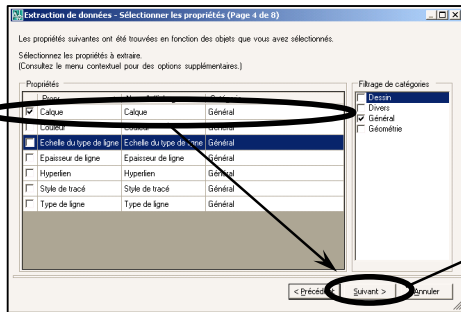 Extraction de données - Sélectionner les propriétés (Page 4 de 8)
Les propriétés suivantes ont été trouvées en fonction des objets que vous avez sélectionnés.
Sélectionnez les propriétés à extraire.
(Consultez le menu contextuel pour des options supplémentaires.)
Propriétés
Calque Calque Général
Couleur Couleur Général
Echelle du type de ligne Echelle du type de ligne Général
Epaisseur de ligne Epaisseur de ligne Général
Hyperlien Hyperlien Général
Style de tracé Style de tracé Général
Type de ligne Type de ligne Général
Filtrage de catégories
Dessin
Divers
Général
Géométrie
< Précédent Suivant > Annuler